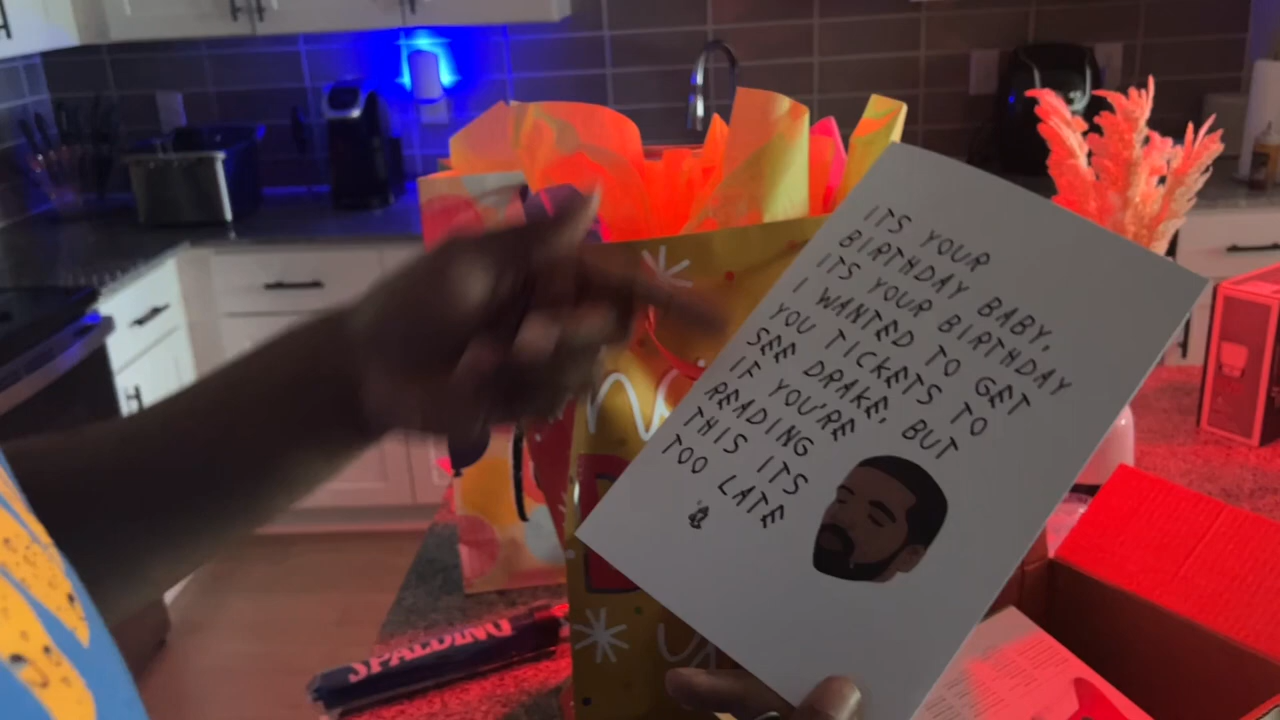 ITS YOUR
BIRTHDAY BABY,
ITS YOUR BIRTHDAY
I WANTED TO GET
YOU TICKETS TO
SEE DRAKE, BUT
IF YOU'RE
READING
THIS ITS
TOO LATE
SPALDING